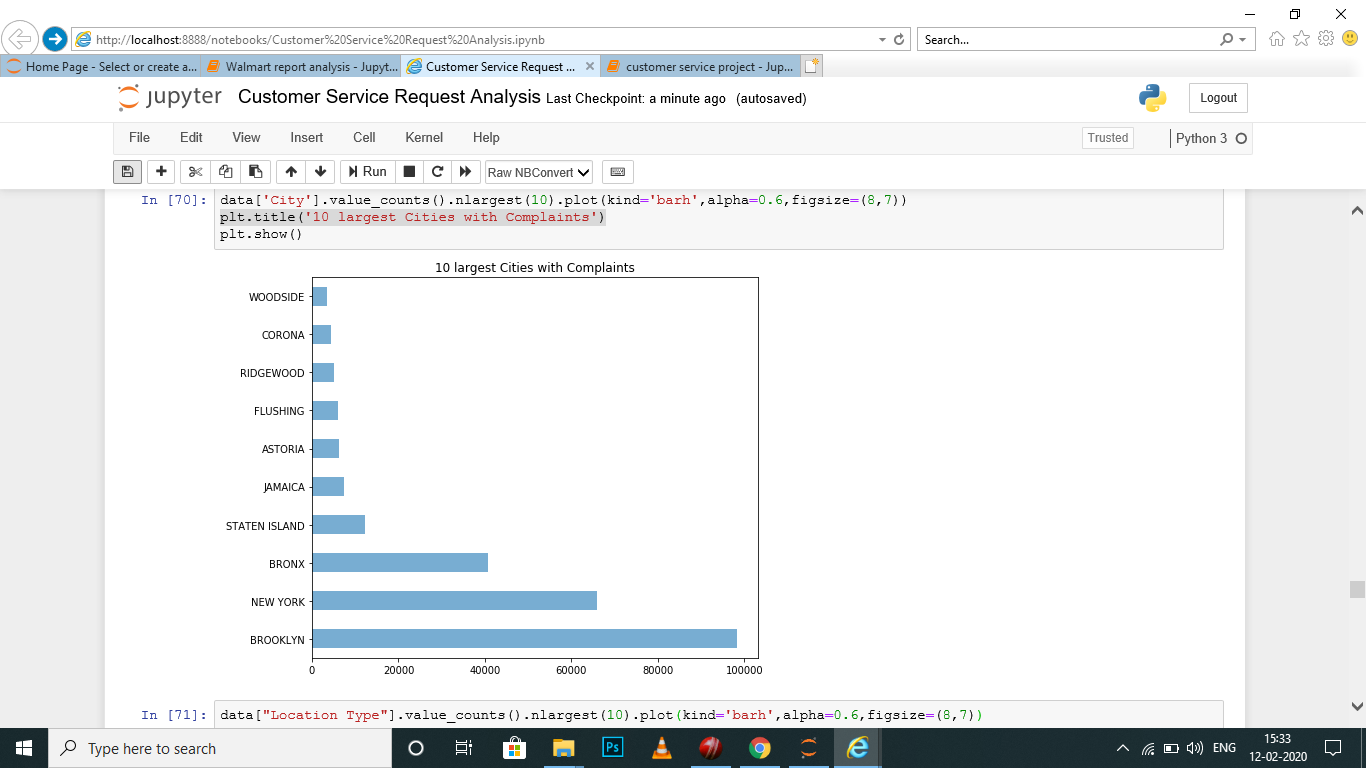 http://localhost:8888/notebooks/Customer%20Service%20Request%20Analysis.ipynb
Search...
Home Page - Select or create a...
Walmart report analysis - Jupyt...
Customer Service Request ...
customer service project - Jup...
jupyter Customer Service Request Analysis Last Checkpoint: a minute ago (autosaved)
Logout
File Edit View Insert Cell Kernel Help
Trusted
Python 3
Run
Raw NBConvert
In [70]: data['City'].value_counts().nlargest(10).plot(kind='barh',alpha=0.6,figsize=(8,7))
plt.title('10 largest Cities with Complaints')
plt.show()
10 largest Cities with Complaints
WOODSIDE
CORONA
RIDGEWOOD
FLUSHING
ASTORIA
JAMAICA
STATEN ISLAND
BRONX
NEW YORK
BROOKLYN
0 20000 40000 60000 80000 100000
In [71]: data["Location Type"].value_counts().nlargest(10).plot(kind='barh',alpha=0.6,figsize=(8,7))
Type here to search
Ps
ENG
15:33
12-02-2020